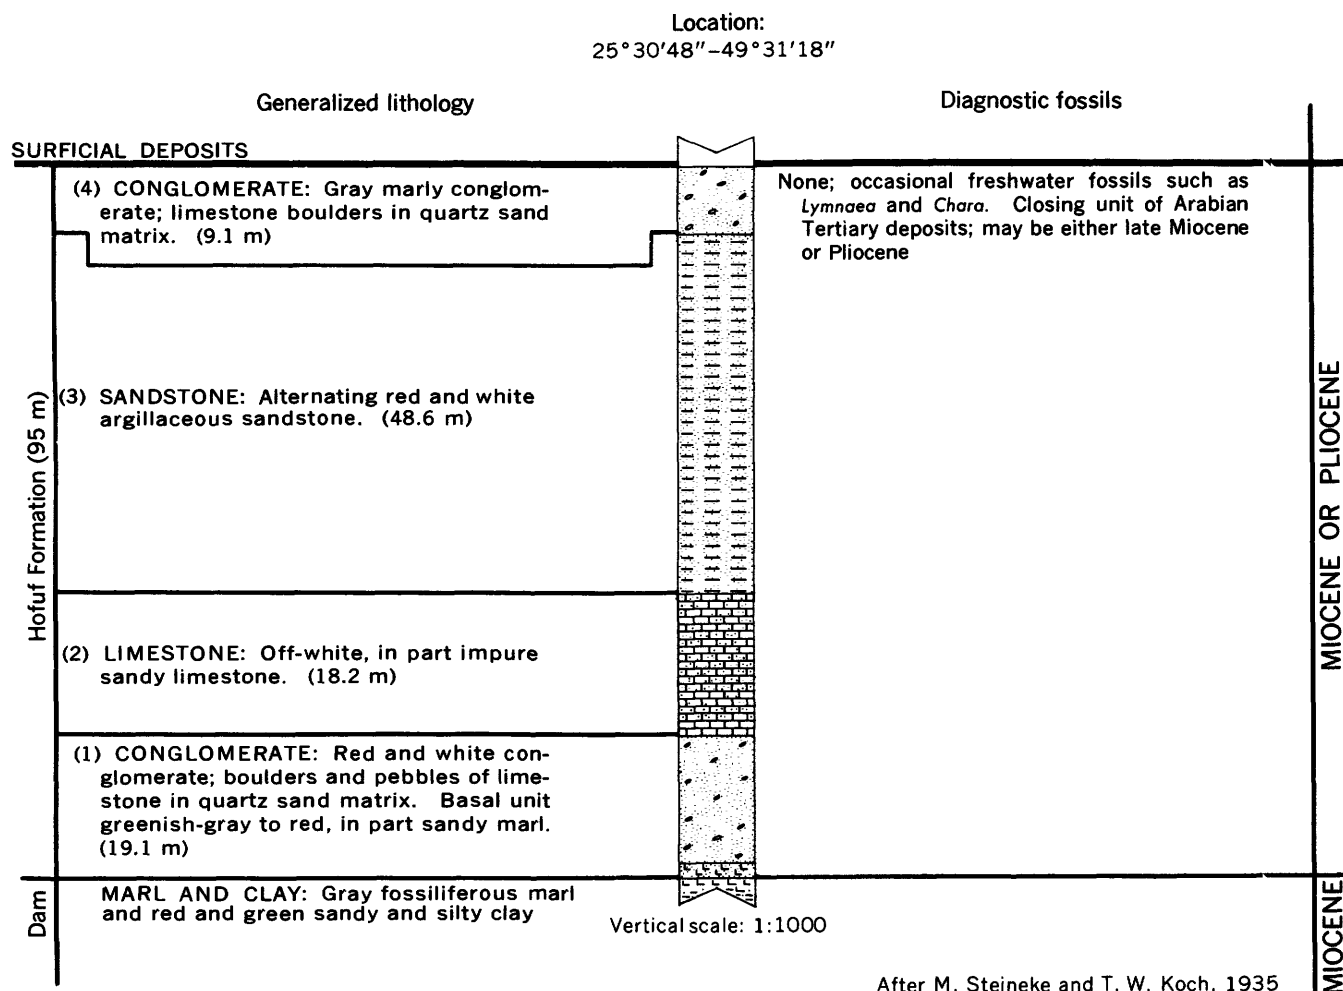 Location:
25°30'48"–49°31'18"
Generalized lithology
Diagnostic fossils
SURFICIAL DEPOSITS
(4) CONGLOMERATE: Gray marly conglom-
erate; limestone boulders in quartz sand
matrix. (9.1 m)
None; occasional freshwater fossils such as
Lymnaea and Chara. Closing unit of Arabian
Tertiary deposits; may be either late Miocene
or Pliocene
(3) SANDSTONE: Alternating red and white
argillaceous sandstone. (48.6 m)
Hofuf Formation (95 m)
MIOCENE OR PLIOCENE
(2) LIMESTONE: Off-white, in part impure
sandy limestone. (18.2 m)
(1) CONGLOMERATE: Red and white con-
glomerate; boulders and pebbles of lime-
stone in quartz sand matrix. Basal unit
greenish-gray to red, in part sandy marl.
(19.1 m)
Dam
MARL AND CLAY: Gray fossiliferous marl
and red and green sandy and silty clay
MIOCENE
Vertical scale: 1:1000
After M. Steineke and T. W. Koch, 1935